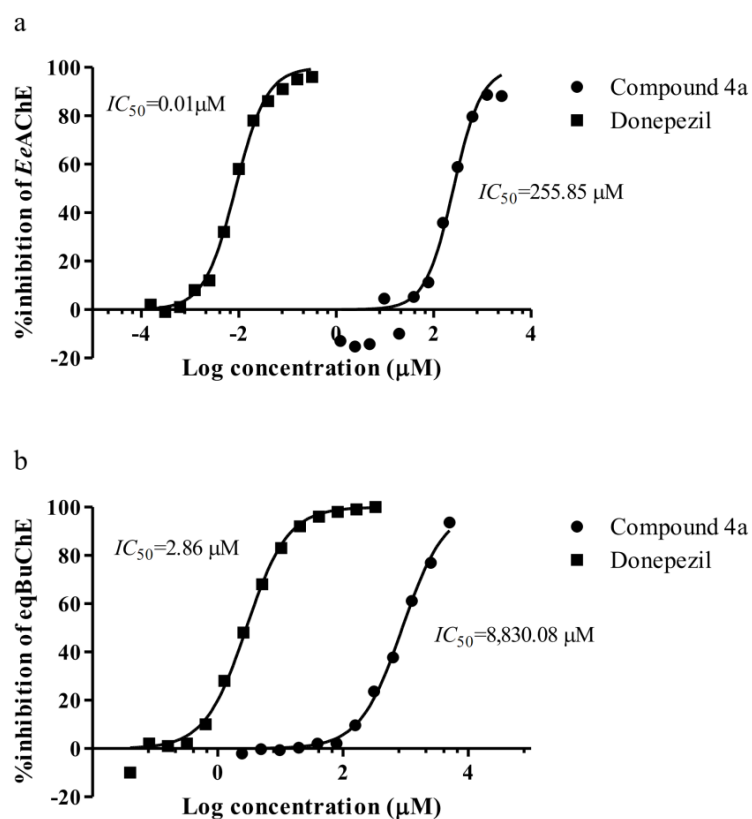 a
%inhibition of EeAChE
100
80
60
40
20
0
-20
IC50=0.01μM
IC50=255.85 μM
Compound 4a
Donepezil
-4 -2 0 2 4
Log concentration (μM)
b
%inhibition of eqBuChE
100
80
60
40
20
0
-20
IC50=2.86 μM
IC50=8,830.08 μM
Compound 4a
Donepezil
0 2 4
Log concentration (μM)